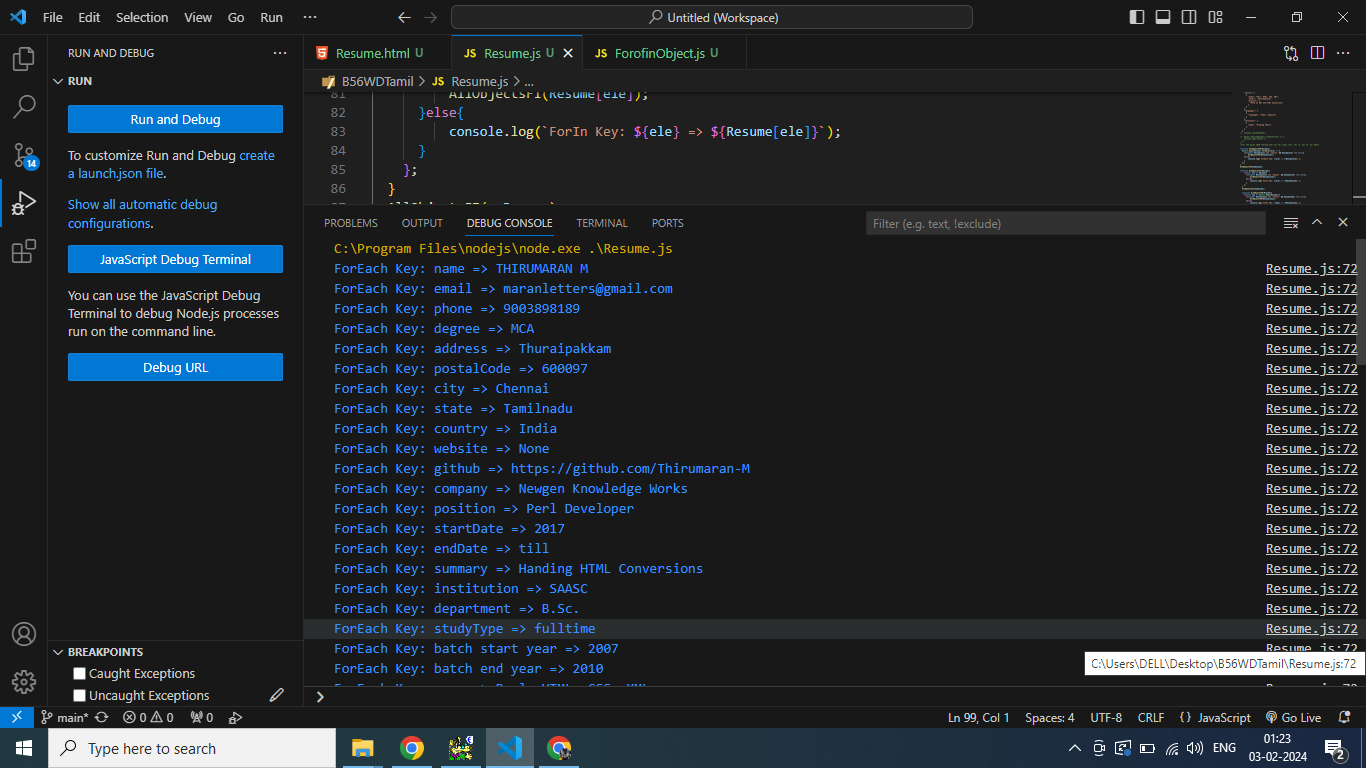 File Edit Selection View Go Run ··· Untitled (Workspace)
RUN AND DEBUG ···
RUN
Run and Debug
To customize Run and Debug create
a launch.json file.
Show all automatic debug
configurations.
JavaScript Debug Terminal
You can use the JavaScript Debug
Terminal to debug Node.js processes
run on the command line.
Debug URL
14
BREAKPOINTS
Caught Exceptions
Uncaught Exceptions
Resume.html U JS Resume.js U JS ForofinObject.js U
B56WDTamil > JS Resume.js > ...
81 AllObjectsFI(Resume[ele]);
82 }else{
83 console.log(`ForIn Key: ${ele} => ${Resume[ele]}`);
84 }
85 };
86 }
PROBLEMS OUTPUT DEBUG CONSOLE TERMINAL PORTS Filter (e.g. text, !exclude)
C:\Program Files\nodejs\node.exe .\Resume.js
ForEach Key: name => THIRUMARAN M Resume.js:72
ForEach Key: email => maranletters@gmail.com Resume.js:72
ForEach Key: phone => 9003898189 Resume.js:72
ForEach Key: degree => MCA Resume.js:72
ForEach Key: address => Thuraipakkam Resume.js:72
ForEach Key: postalCode => 600097 Resume.js:72
ForEach Key: city => Chennai Resume.js:72
ForEach Key: state => Tamilnadu Resume.js:72
ForEach Key: country => India Resume.js:72
ForEach Key: website => None Resume.js:72
ForEach Key: github => https://github.com/Thirumaran-M Resume.js:72
ForEach Key: company => Newgen Knowledge Works Resume.js:72
ForEach Key: position => Perl Developer Resume.js:72
ForEach Key: startDate => 2017 Resume.js:72
ForEach Key: endDate => till Resume.js:72
ForEach Key: summary => Handing HTML Conversions Resume.js:72
ForEach Key: institution => SAASC Resume.js:72
ForEach Key: department => B.Sc. Resume.js:72
ForEach Key: studyType => fulltime Resume.js:72
ForEach Key: batch start year => 2007 Resume.js:72
ForEach Key: batch end year => 2010
C:\Users\DELL\Desktop\B56WDTamil\Resume.js:72
main* 0 0 0 Ln 99, Col 1 Spaces: 4 UTF-8 CRLF {} JavaScript Go Live
Type here to search ENG 01:23
03-02-2024 2